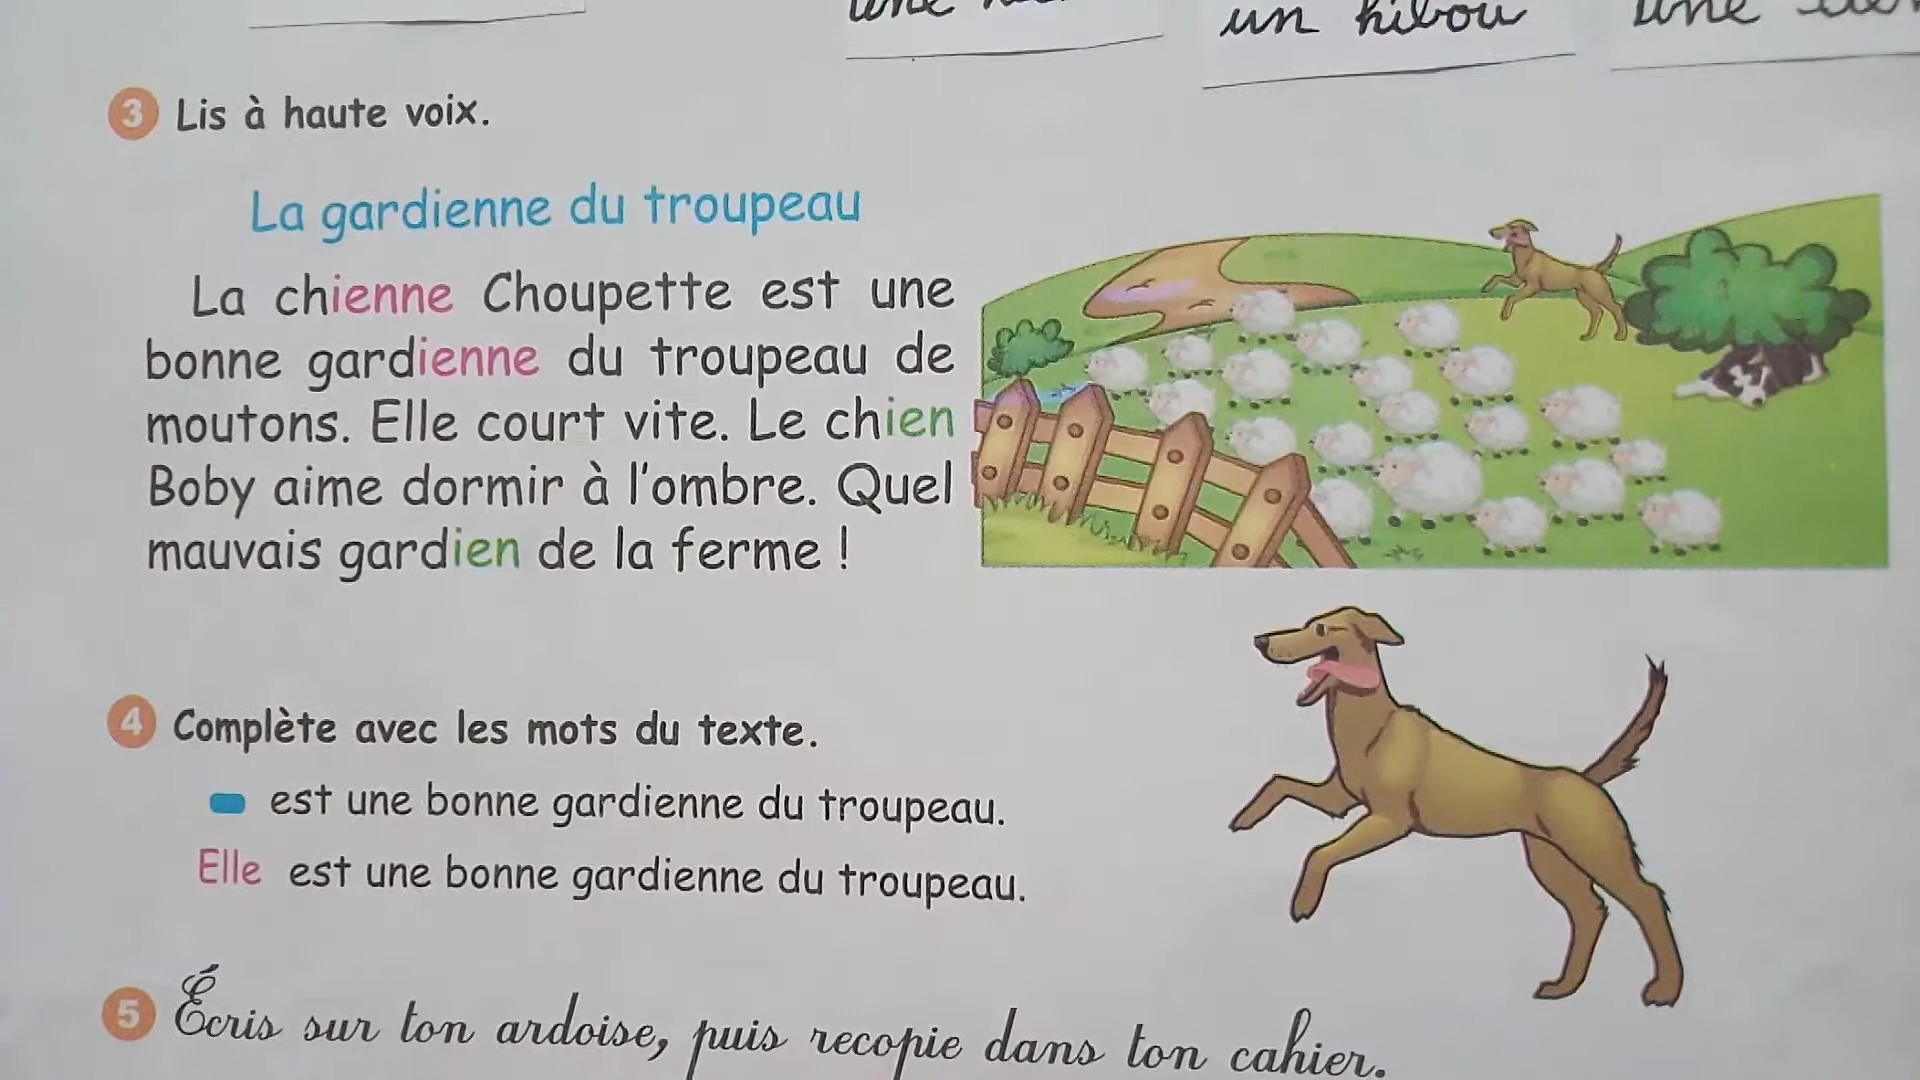 un hibou
une
3 Lis à haute voix.
La gardienne du troupeau
La chienne Choupette est une
bonne gardienne du troupeau de
moutons. Elle court vite. Le chien
Boby aime dormir à l'ombre. Quel
mauvais gardien de la ferme !
4 Complète avec les mots du texte.
est une bonne gardienne du troupeau.
Elle est une bonne gardienne du troupeau.
5 Écris sur ton ardoise, puis recopie dans ton cahier.